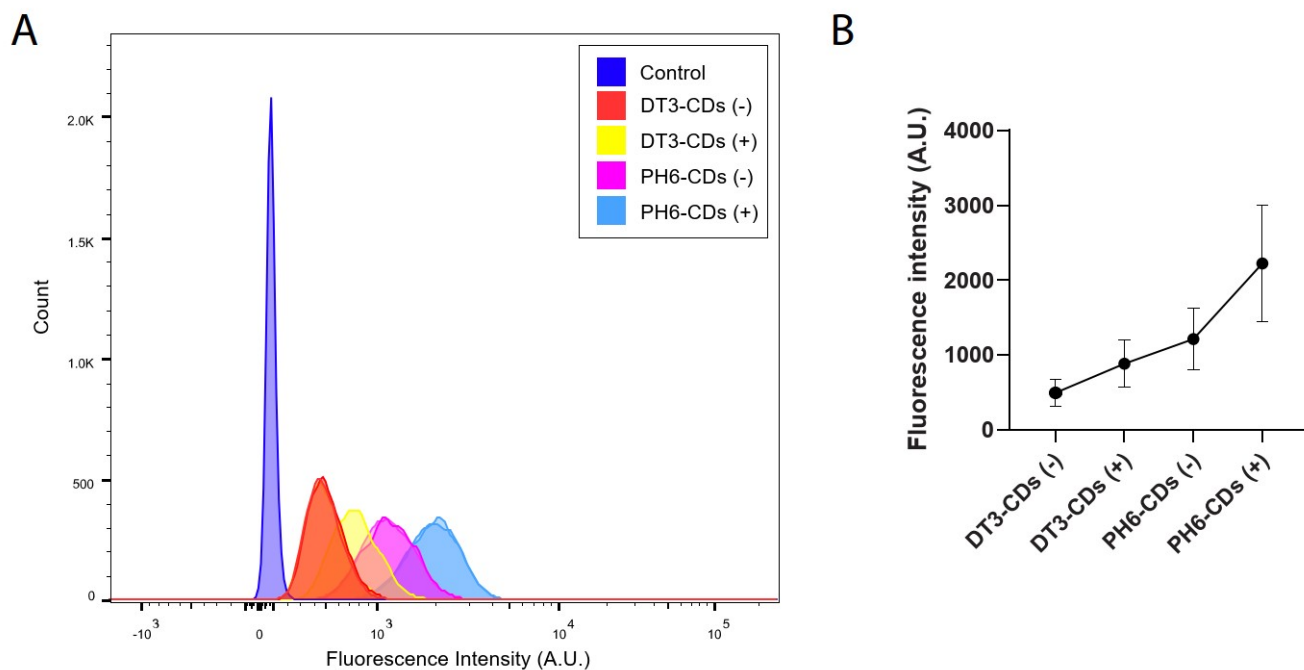 A
Control
DT3-CDs (-)
DT3-CDs (+)
PH6-CDs (-)
PH6-CDs (+)
2.0K
1.5K
1.0K
500
0
Count
-10³
0
10³
10⁴
10⁵
Fluorescence Intensity (A.U.)
B
4000
3000
2000
1000
0
Fluorescence intensity (A.U.)
DT3-CDs (-)
DT3-CDs (+)
PH6-CDs (-)
PH6-CDs (+)